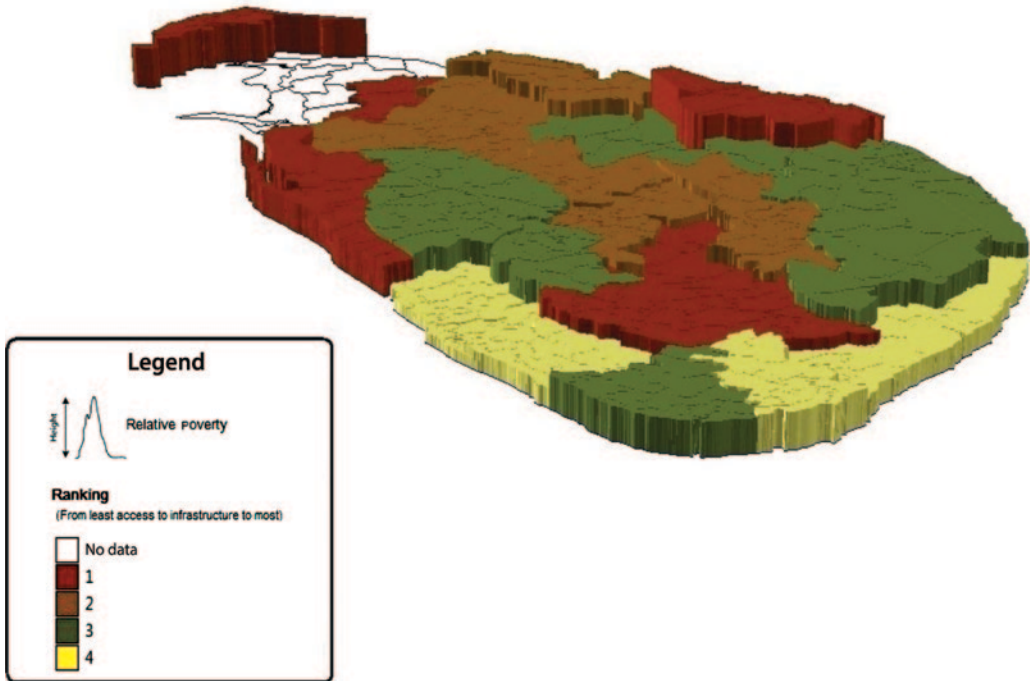 Legend
Height
Relative poverty
Ranking
(From least access to infrastructure to most)
No data
1
2
3
4